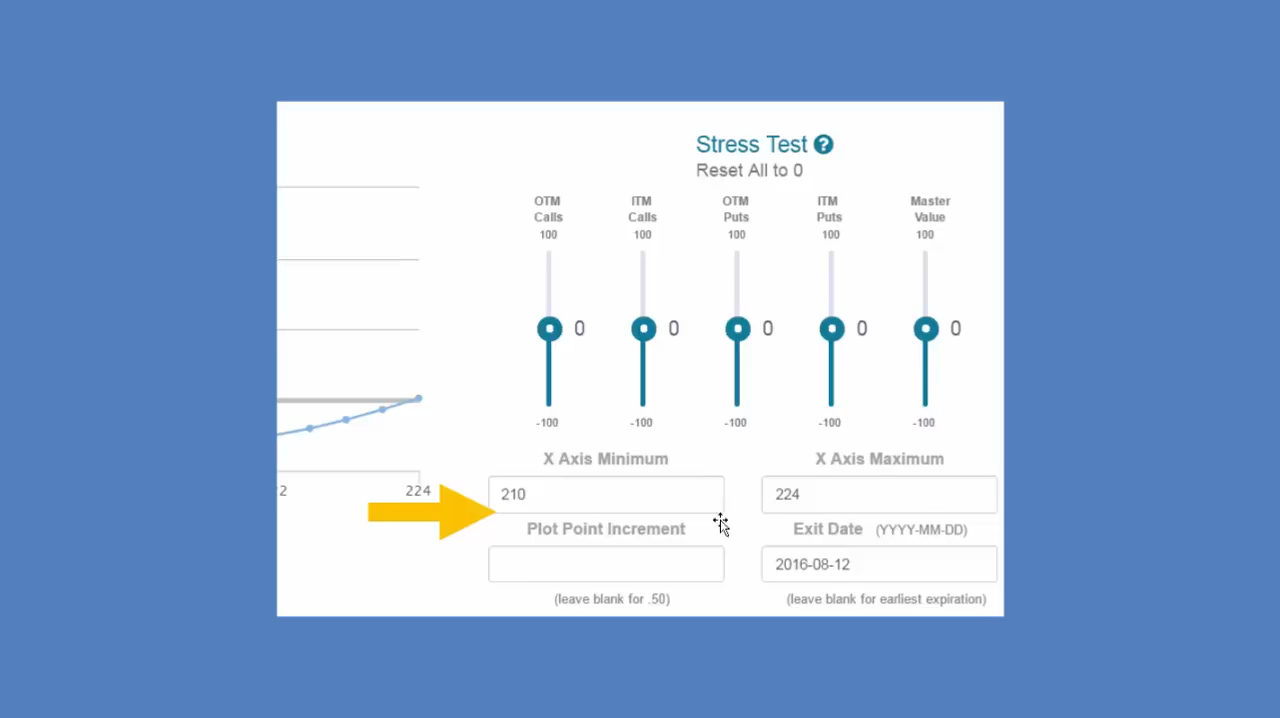 Stress Test ?
Reset All to 0
OTM Calls
ITM Calls
OTM Puts
ITM Puts
Master Value
100 100 100 100 100
0 0 0 0 0
-100 -100 -100 -100 -100
X Axis Minimum X Axis Maximum
2 224
210 224
Plot Point Increment Exit Date (YYYY-MM-DD)
2016-08-12
(leave blank for .50) (leave blank for earliest expiration)